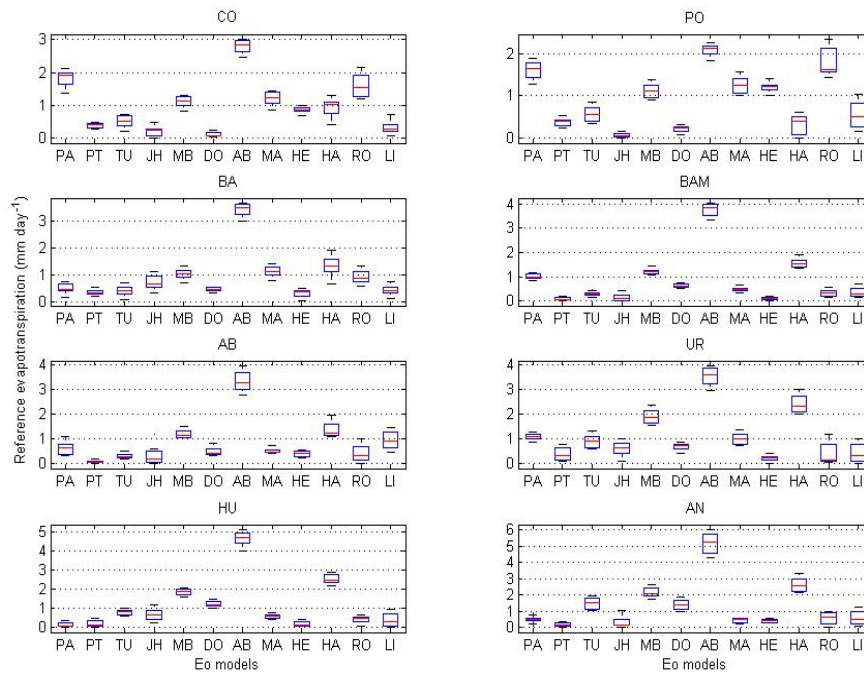 CO
3
2
1
0
PA PT TU JH MB DO AB MA HE HA RO LI
PO
2
1
0
PA PT TU JH MB DO AB MA HE HA RO LI
BA
3
2
1
0
PA PT TU JH MB DO AB MA HE HA RO LI
BAM
4
3
2
1
0
PA PT TU JH MB DO AB MA HE HA RO LI
Reference evapotranspiration (mm day⁻¹)
AB
4
3
2
1
0
PA PT TU JH MB DO AB MA HE HA RO LI
UR
4
3
2
1
0
PA PT TU JH MB DO AB MA HE HA RO LI
HU
5
4
3
2
1
0
PA PT TU JH MB DO AB MA HE HA RO LI
Eo models
AN
6
5
4
3
2
1
0
PA PT TU JH MB DO AB MA HE HA RO LI
Eo models